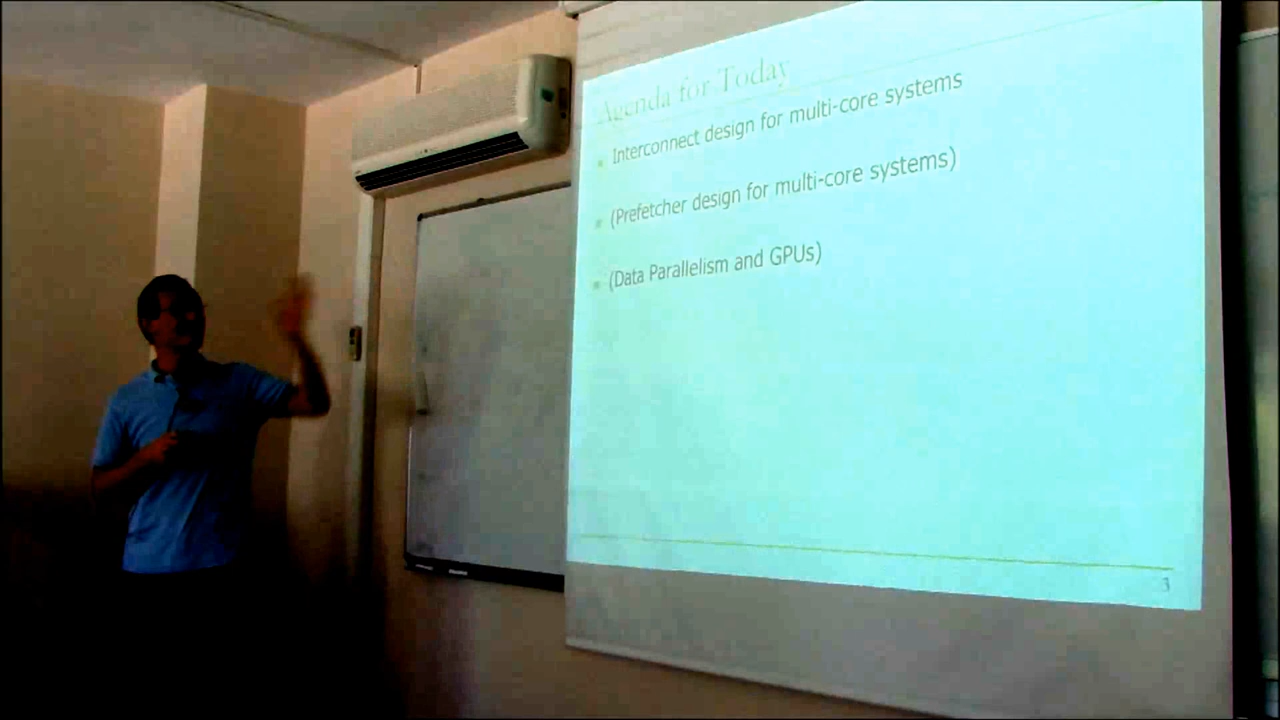 Agenda for Today
Interconnect design for multi-core systems
(Prefetcher design for multi-core systems)
(Data Parallelism and GPUs)
3